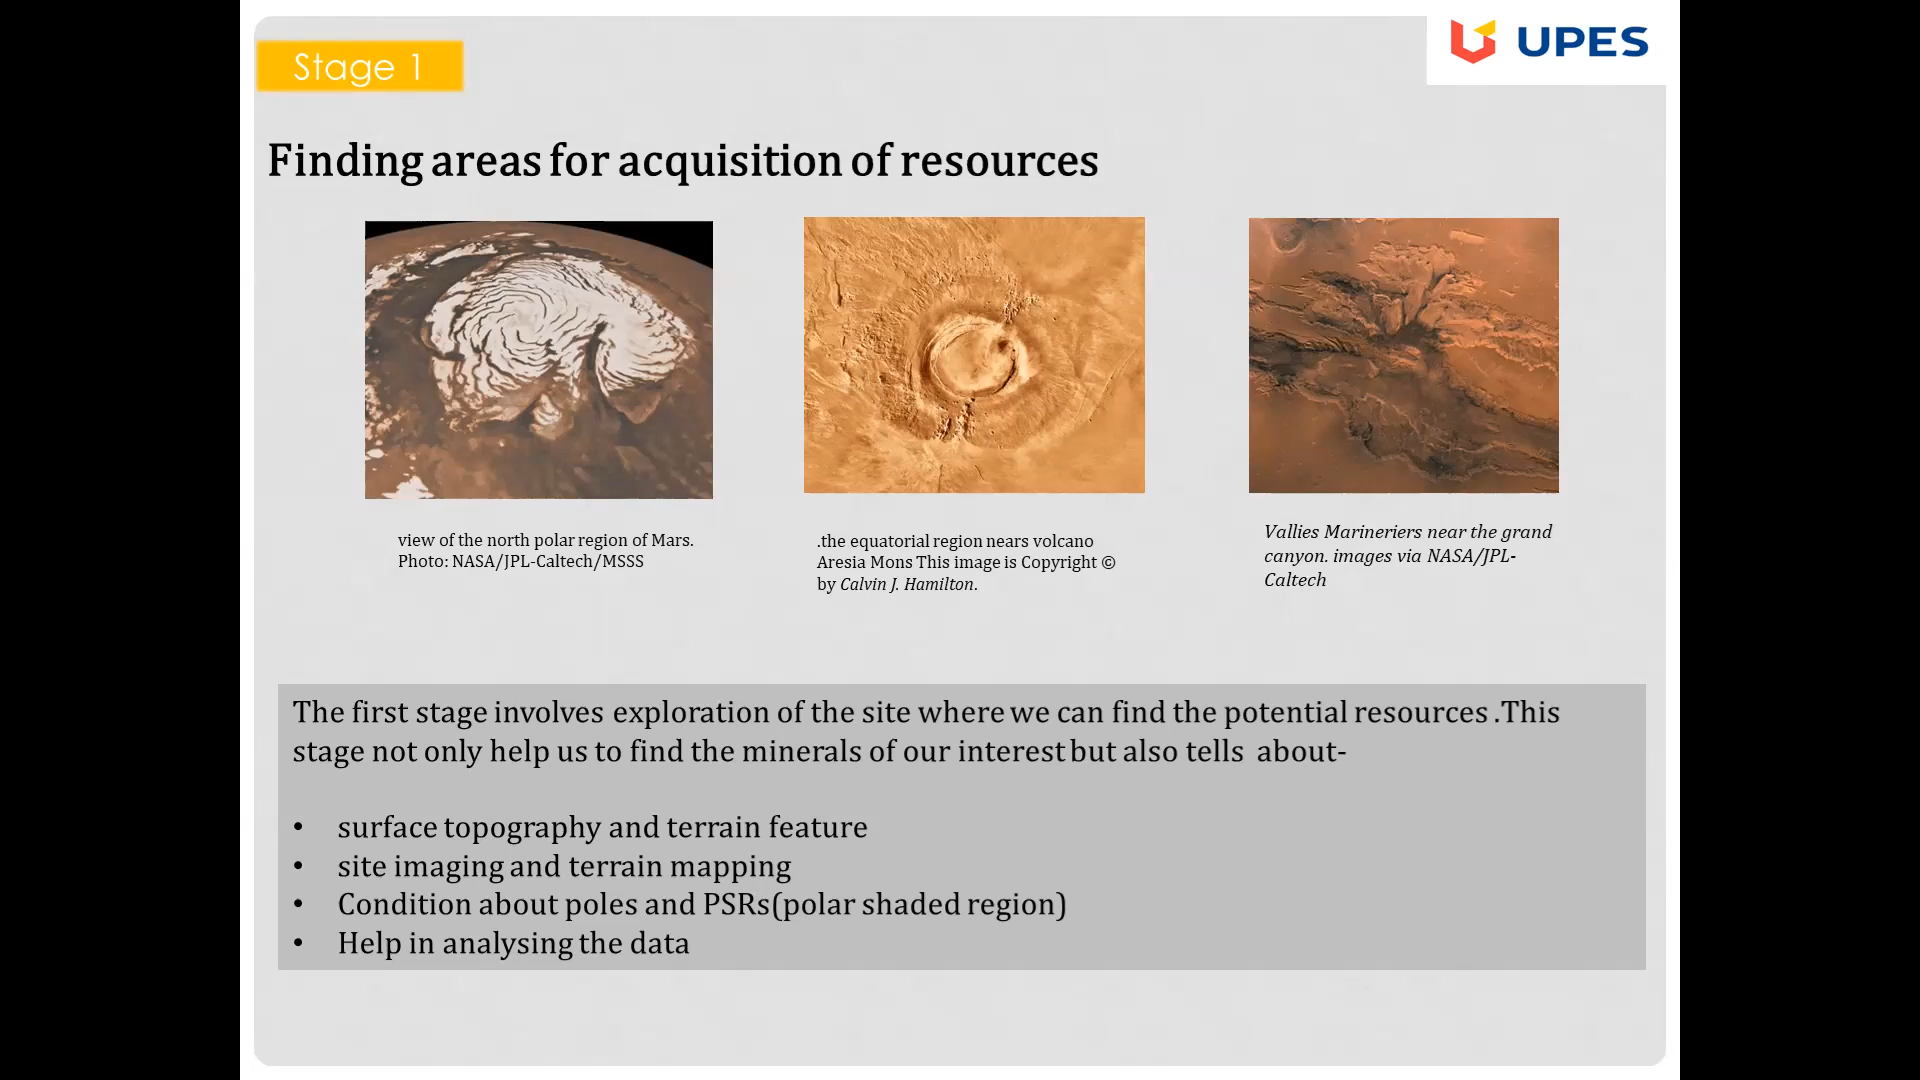 Stage 1
UPES
Finding areas for acquisition of resources
view of the north polar region of Mars.
Photo: NASA/JPL-Caltech/MSSS
.the equatorial region nears volcano
Aresia Mons This image is Copyright ©
by Calvin J. Hamilton.
Vallies Marineriers near the grand
canyon. images via NASA/JPL-
Caltech
The first stage involves exploration of the site where we can find the potential resources .This
stage not only help us to find the minerals of our interest but also tells about-
• surface topography and terrain feature
• site imaging and terrain mapping
• Condition about poles and PSRs(polar shaded region)
• Help in analysing the data